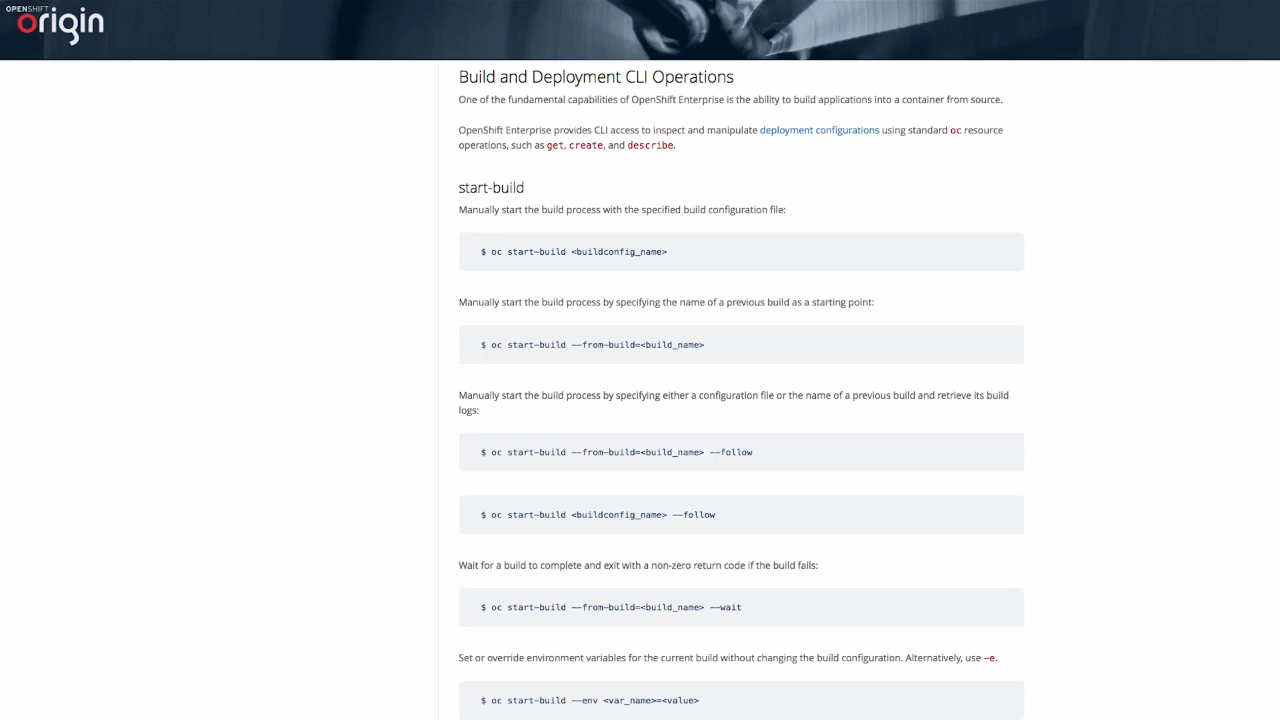 OPENSHIFT
origin
Build and Deployment CLI Operations
One of the fundamental capabilities of OpenShift Enterprise is the ability to build applications into a container from source.
OpenShift Enterprise provides CLI access to inspect and manipulate deployment configurations using standard oc resource
operations, such as get, create, and describe.
start-build
Manually start the build process with the specified build configuration file:
$ oc start-build <buildconfig_name>
Manually start the build process by specifying the name of a previous build as a starting point:
$ oc start-build --from-build=<build_name>
Manually start the build process by specifying either a configuration file or the name of a previous build and retrieve its build
logs:
$ oc start-build --from-build=<build_name> --follow
$ oc start-build <buildconfig_name> --follow
Wait for a build to complete and exit with a non-zero return code if the build fails:
$ oc start-build --from-build=<build_name> --wait
Set or override environment variables for the current build without changing the build configuration. Alternatively, use -e.
$ oc start-build --env <var_name>=<value>